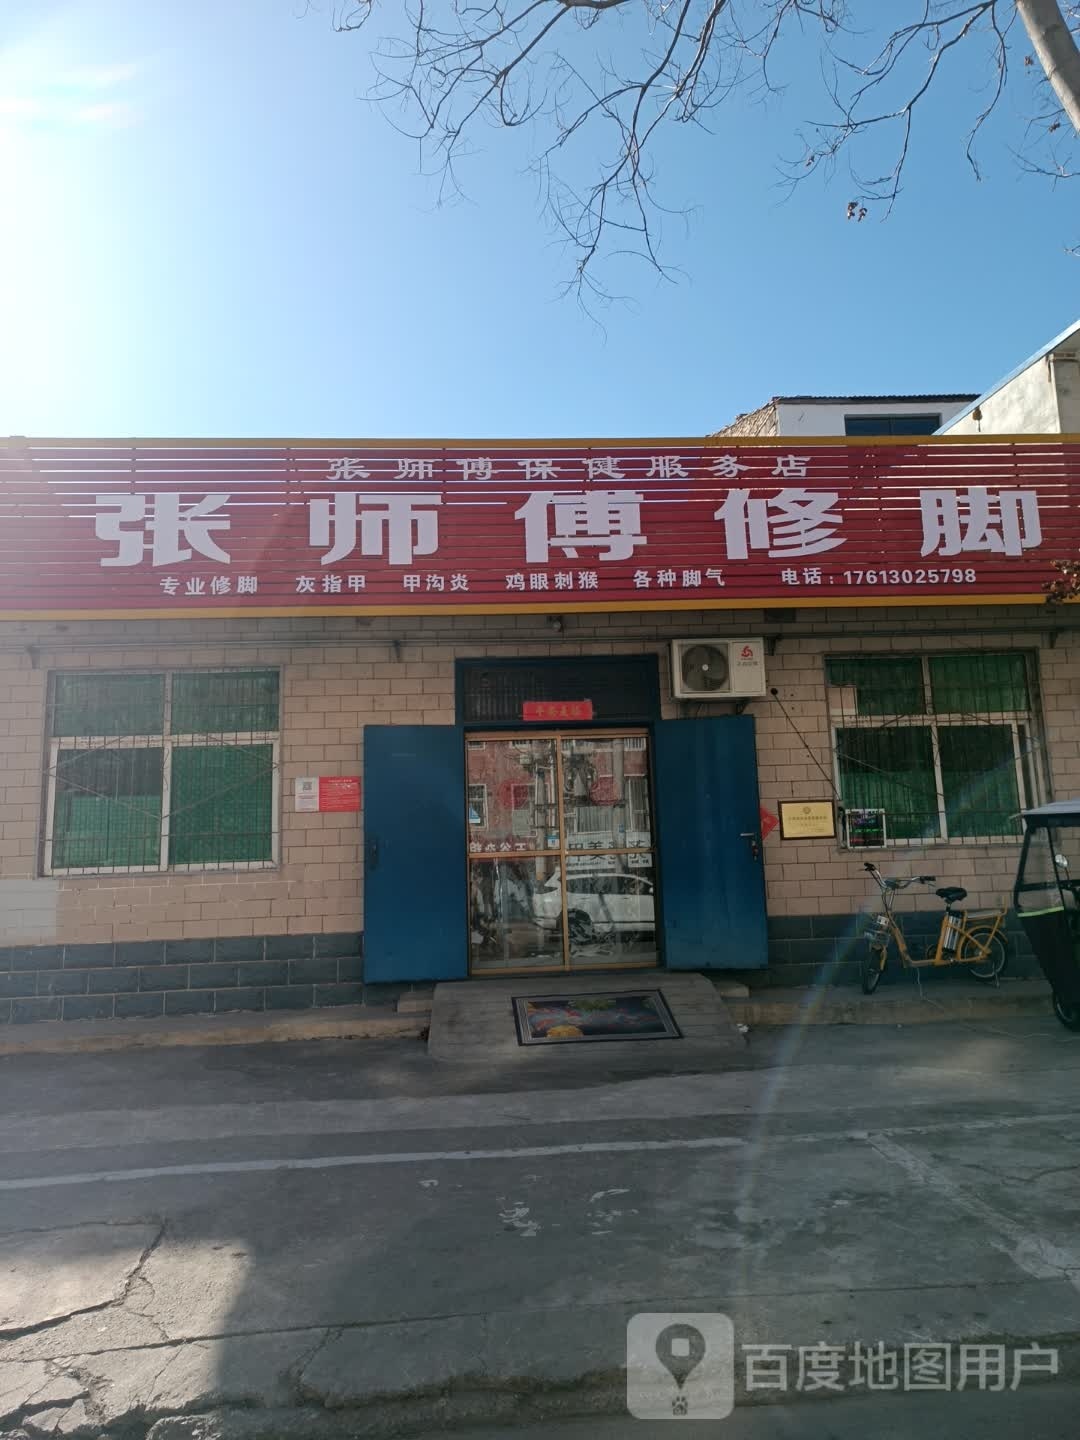 张师傅保健服务店
张师傅修脚
专业修脚 灰指甲 甲沟炎 鸡眼刺猴 各种脚气 电话：17613025798
百度地图用户